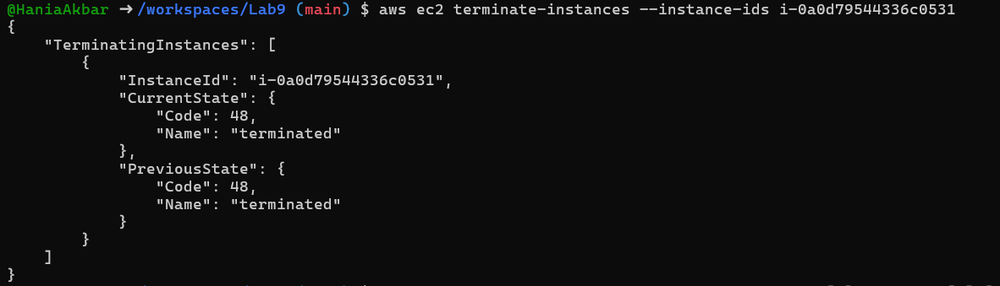 @HaniaAkbar ➜ /workspaces/Lab9 (main) $ aws ec2 terminate-instances --instance-ids i-0a0d79544336c0531
{
    "TerminatingInstances": [
        {
            "InstanceId": "i-0a0d79544336c0531",
            "CurrentState": {
                "Code": 48,
                "Name": "terminated"
            },
            "PreviousState": {
                "Code": 48,
                "Name": "terminated"
            }
        }
    ]
}